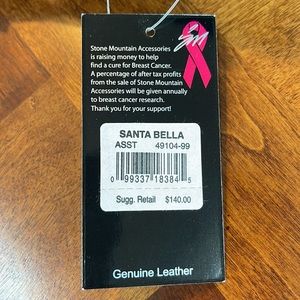 Stone Mountain Accessories
is raising money to help
find a cure for Breast Cancer.
A percentage of after tax profits
from the sale of Stone Mountain
Accessories will be given annually
to breast cancer research.
Thank you for your support!
SANTA BELLA
ASST 49104-99
0 99337 18384 5
Sugg. Retail $140.00
Genuine Leather